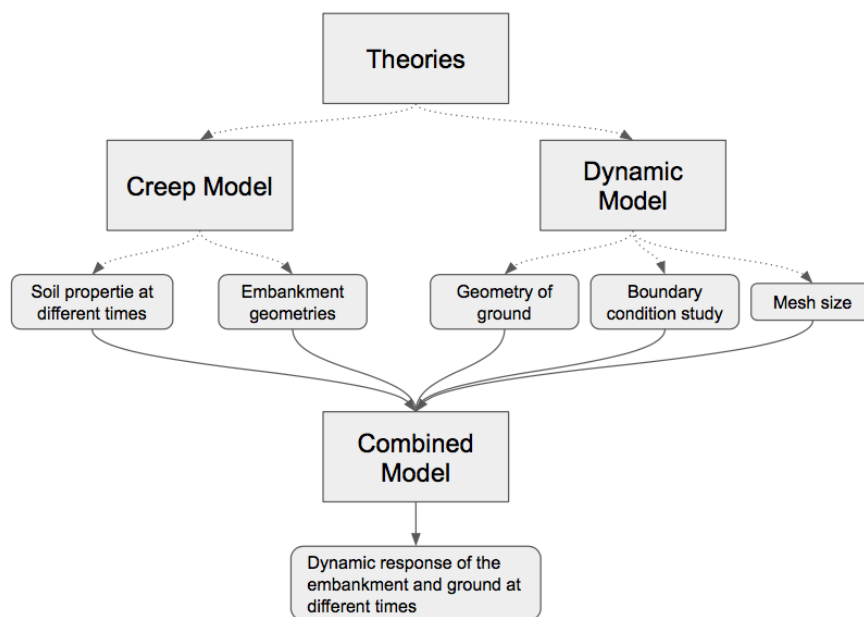 Theories
Creep Model
Dynamic
Model
Soil propertie at
different times
Embankment
geometries
Geometry of
ground
Boundary
condition study
Mesh size
Combined
Model
Dynamic response of the
embankment and ground at
different times